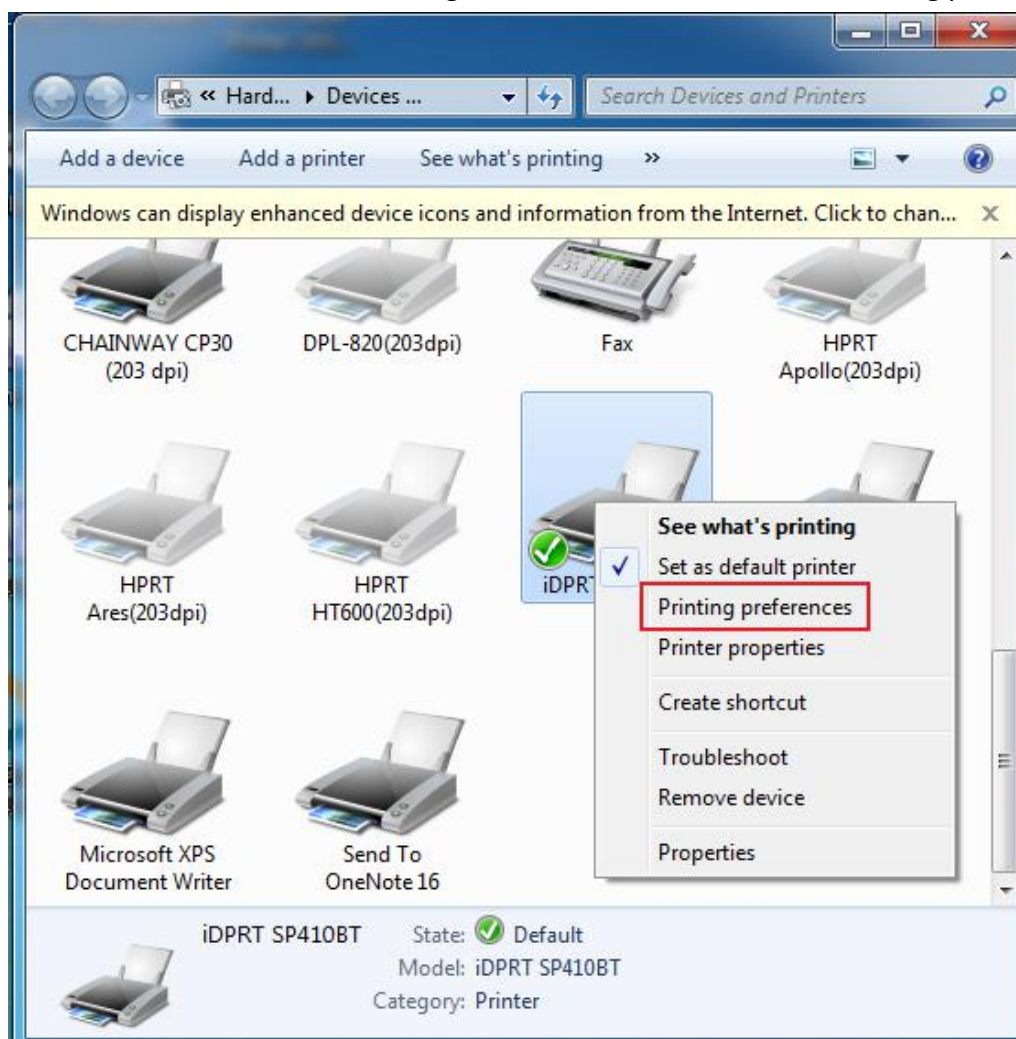 « Hard... ▸ Devices ...
Search Devices and Printers
Add a device Add a printer See what's printing »
Windows can display enhanced device icons and information from the Internet. Click to chan...
CHAINWAY CP30
(203 dpi)
DPL-820(203dpi)
Fax
HPRT
Apollo(203dpi)
HPRT
Ares(203dpi)
HPRT
HT600(203dpi)
iDPRT
See what's printing
Set as default printer
Printing preferences
Printer properties
Create shortcut
Troubleshoot
Remove device
Properties
Microsoft XPS
Document Writer
Send To
OneNote 16
iDPRT SP410BT State: Default
Model: iDPRT SP410BT
Category: Printer